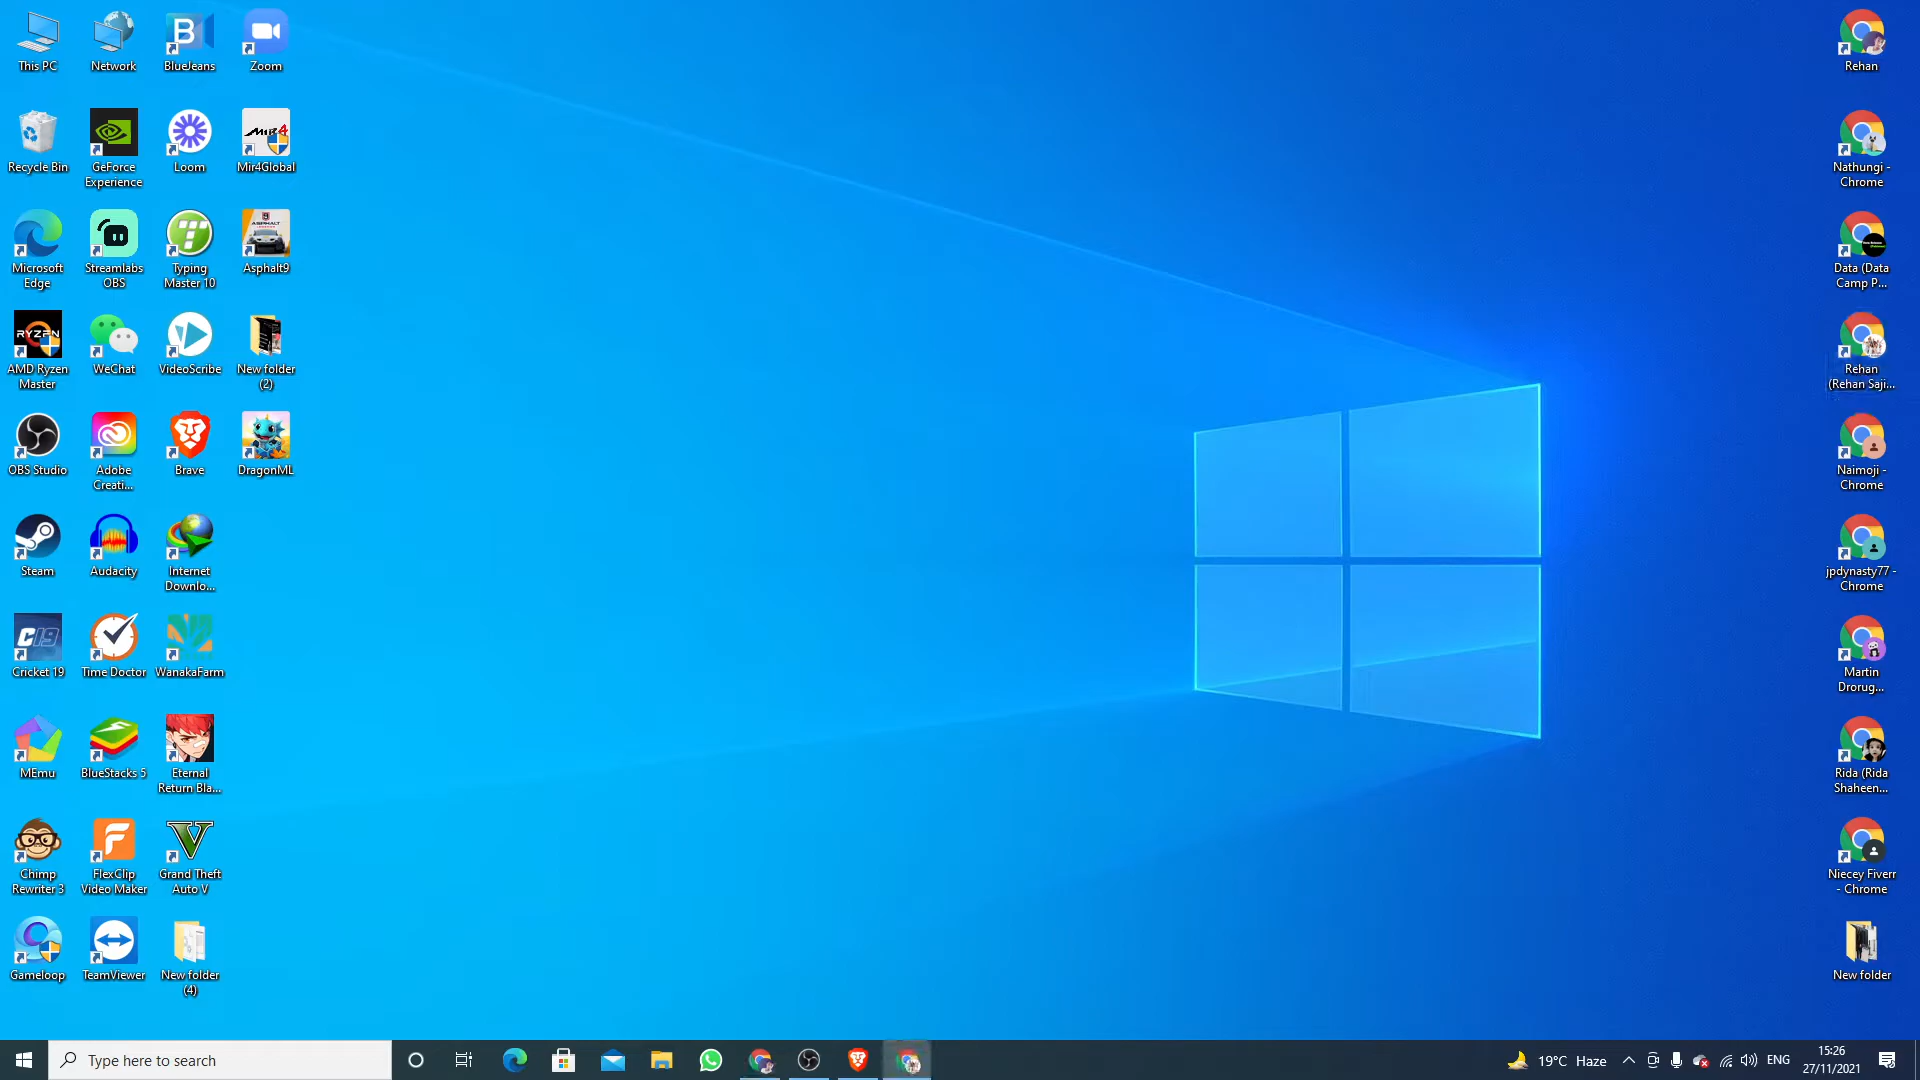 This PC
Network
BlueJeans
Zoom
Rehan
Recycle Bin
GeForce
Experience
Loom
Mir4Global
Nathungi -
Chrome
Microsoft
Edge
Streamlabs
OBS
Typing
Master 10
Asphalt9
Data (Data
Camp P...
AMD Ryzen
Master
WeChat
VideoScribe
New folder
(2)
Rehan
(Rehan Saji...
OBS Studio
Adobe
Creati...
Brave
DragonML
Naimoji -
Chrome
Steam
Audacity
Internet
Downlo...
jpdynasty77 -
Chrome
Cricket 19
Time Doctor
WanakaFarm
Martin
Drorug...
MEmu
BlueStacks 5
Eternal
Return Bla...
Rida (Rida
Shaheen...
Chimp
Rewriter 3
FlexClip
Video Maker
Grand Theft
Auto V
Niecey Fiverr
- Chrome
Gameloop
TeamViewer
New folder
(4)
New folder
Type here to search
19°C Haze
ENG
15:26
27/11/2021